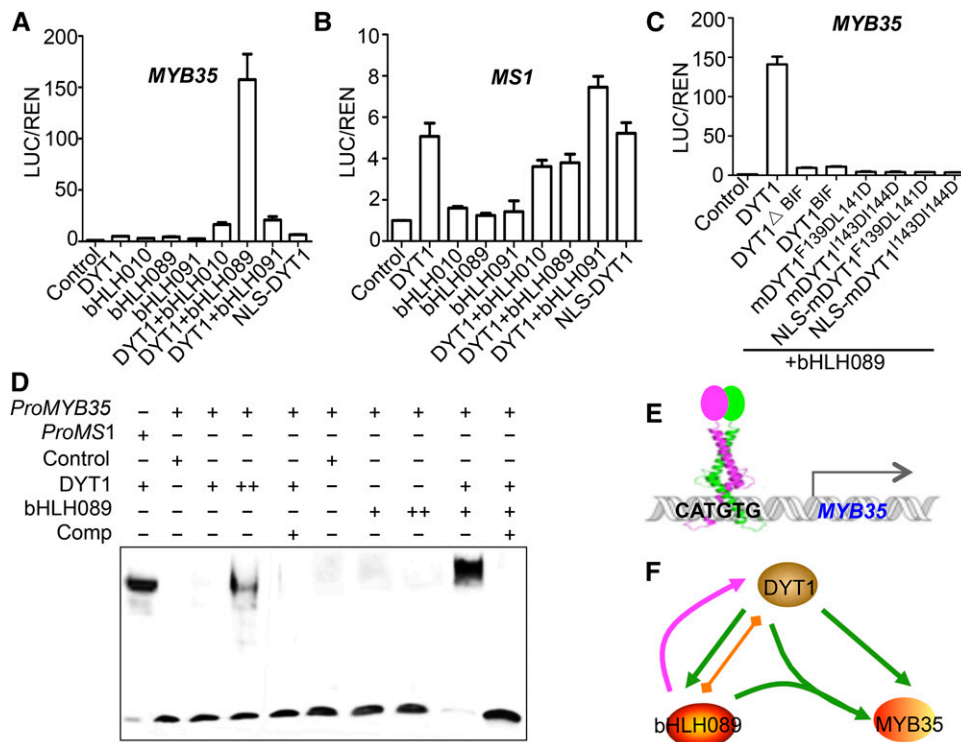 A
MYB35
LUC/REN
200
150
100
50
0
Control
DYT1
bHLH010
bHLH089
bHLH091
DYT1+bHLH010
DYT1+bHLH089
DYT1+bHLH091
NLS-DYT1
B
MS1
LUC/REN
10
8
6
4
2
0
Control
DYT1
bHLH010
bHLH089
bHLH091
DYT1+bHLH010
DYT1+bHLH089
DYT1+bHLH091
NLS-DYT1
C
MYB35
LUC/REN
200
150
100
50
0
Control
DYT1
DYT1△BIF
DYT1BIF
mDYT1F139DL141D
mDYT1I143DI144D
NLS-mDYT1F139DL141D
NLS-mDYT1I143DI144D
+bHLH089
D
ProMYB35 – + + + + + + + + +
ProMS1 + – – – – – – – – –
Control – + – – – + – – – –
DYT1 + – + ++ + – – – + +
bHLH089 – – – – – – + ++ + +
Comp – – – – + – – – – +
E
CATGTG
MYB35
F
DYT1
bHLH089
MYB35